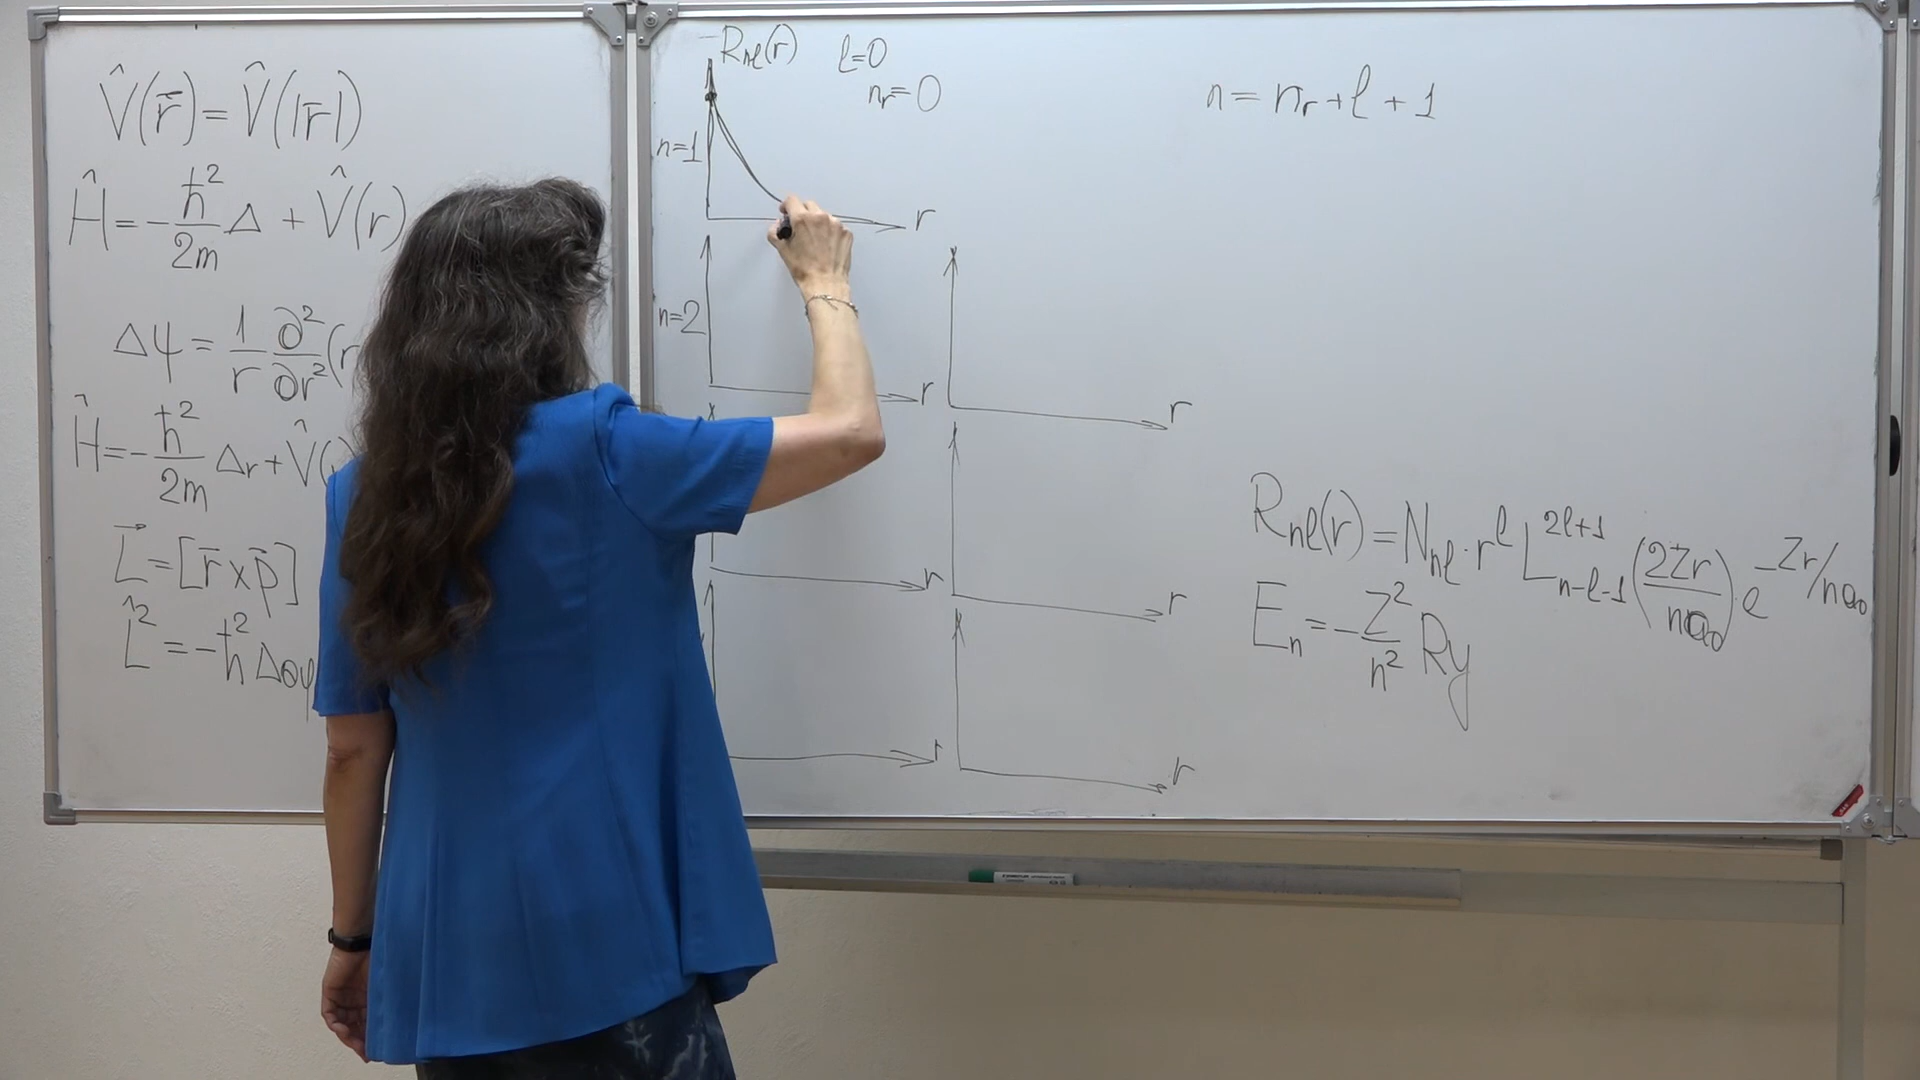 V̂(r̄) = V̂(|r̄|)
Ĥ = -ħ²/2m Δ + V̂(r)
Δψ = 1/r ∂²/∂r² (r
Ĥ = -ħ²/2m Δr + V̂(
L⃗ = [r̄ × p̄]
L̂² = -ħ² Δθφ
Rnl(r) l=0
nr=0
n=1
r
n=2
r
r
r
r
r
r
n = nr + l + 1
Rnl(r) = Nnl · r^l L^{2l+1}_{n-l-1} (2Zr/na₀) · e^{-Zr/na₀}
En = -Z²/n² Ry